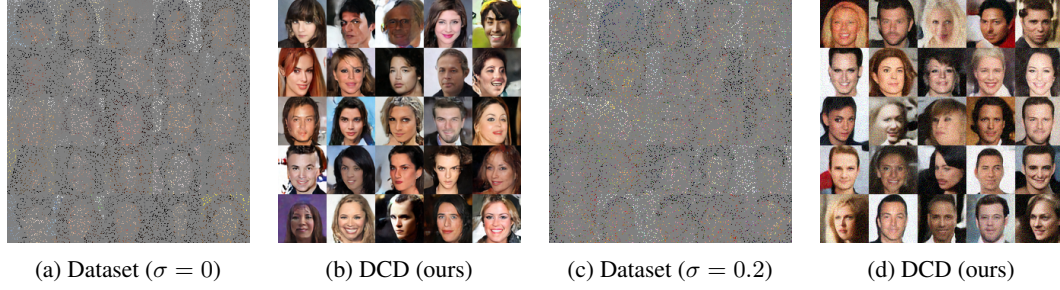 (a) Dataset (σ = 0)
(b) DCD (ours)
(c) Dataset (σ = 0.2)
(d) DCD (ours)